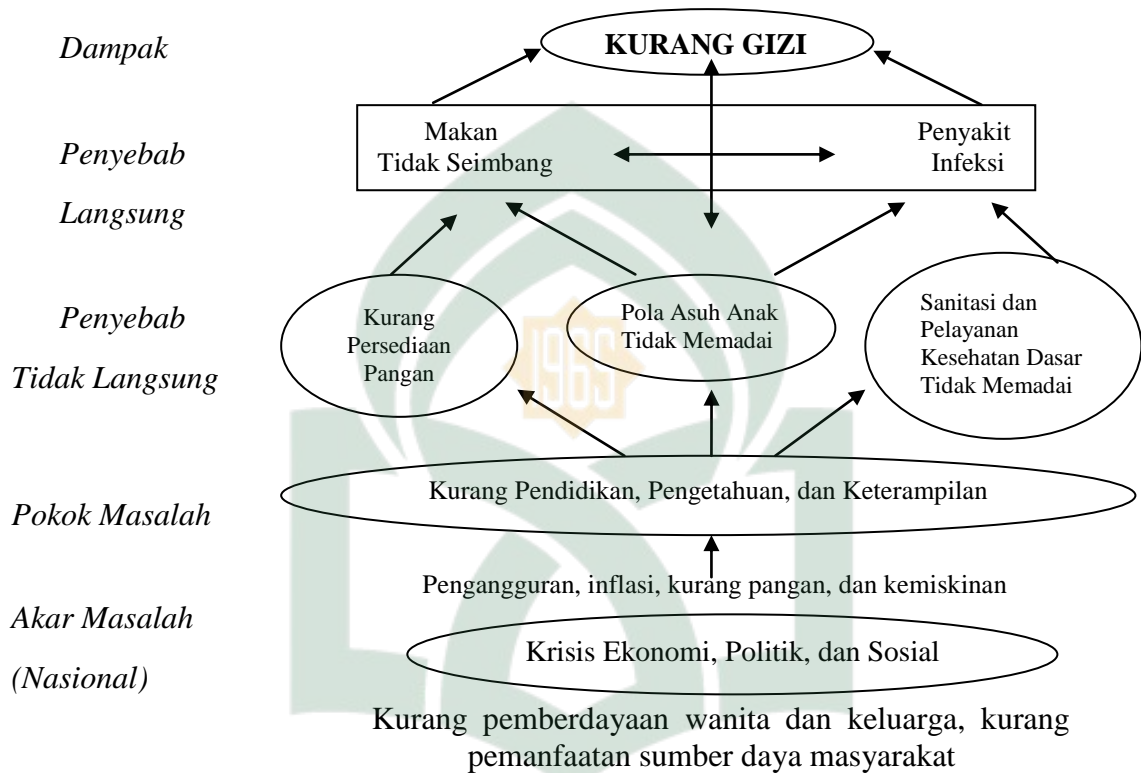 Dampak
KURANG GIZI
Penyebab
Langsung
Makan
Tidak Seimbang
Penyakit
Infeksi
Penyebab
Tidak Langsung
Kurang
Persediaan
Pangan
Pola Asuh Anak
Tidak Memadai
Sanitasi dan
Pelayanan
Kesehatan Dasar
Tidak Memadai
1965
Pokok Masalah
Kurang Pendidikan, Pengetahuan, dan Keterampilan
Pengangguran, inflasi, kurang pangan, dan kemiskinan
Akar Masalah
(Nasional)
Krisis Ekonomi, Politik, dan Sosial
Kurang pemberdayaan wanita dan keluarga, kurang
pemanfaatan sumber daya masyarakat